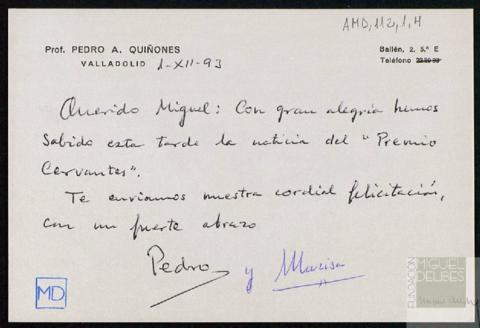 AMD,112,1,4
Prof. PEDRO A. QUIÑONES
VALLADOLID 1-XII-93
Bailén, 2, 5.º E
Teléfono
Querido Miguel: Con gran alegría hemos
sabido esta tarde la noticia del "Premio
Cervantes".
Te enviamos nuestra cordial felicitación,
con un fuerte abrazo
Pedro y Marisa
MD
FUNDACIÓN
MIGUEL
DELIBES